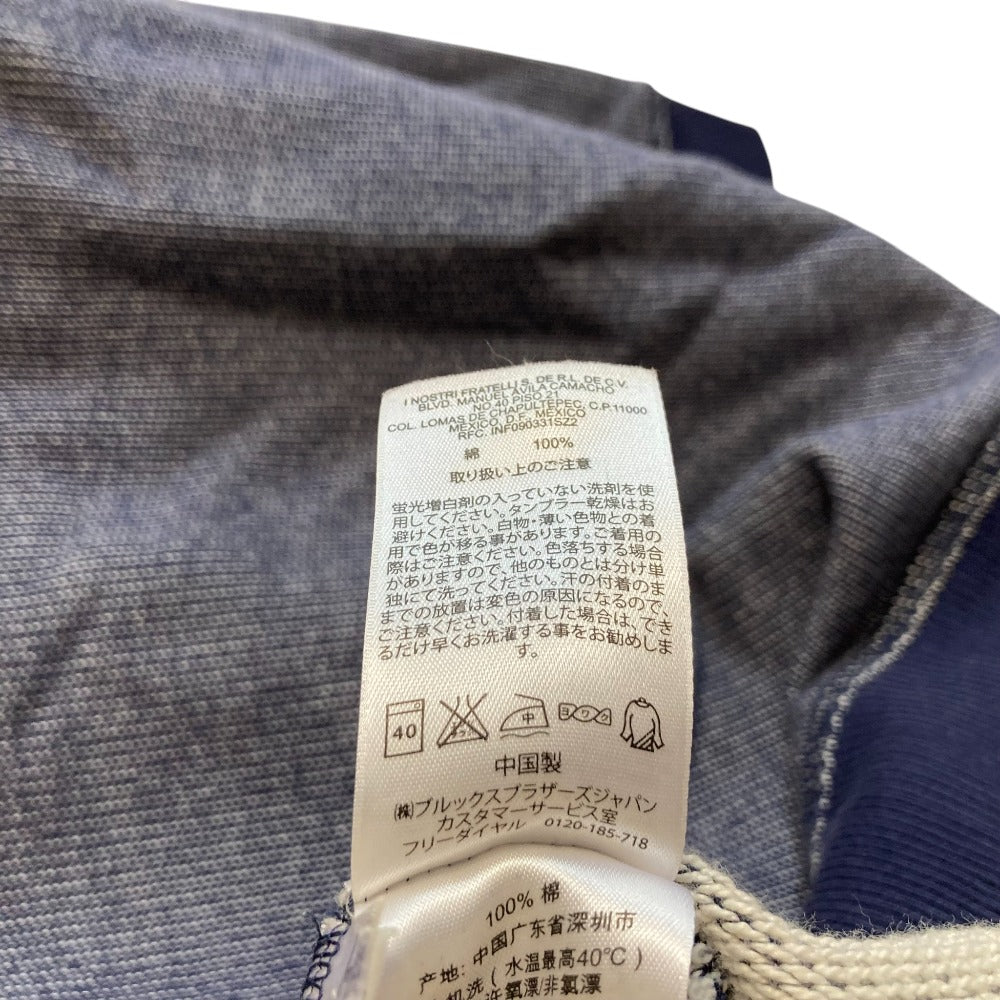 I NOSTRI FRATELLI S. DE R.L. DE C.V.
BLVD. MANUEL AVILA CAMACHO
NO.40 PISO 21
COL. LOMAS DE CHAPULTEPEC, C.P.11000
MEXICO, D.F., MEXICO
RFC. INF090331SZ2
綿 100%
取り扱い上のご注意
蛍光増白剤の入っていない洗剤を使
用してください。タンブラー乾燥はお
避けください。白物・薄い色物との着
用で色が移る事があります。ご着用の
際はご注意ください。色落ちする場合
がありますので、他のものとは分け単
独にて洗ってください。汗の付着のま
までの放置は変色の原因になるので、
ご注意ください。付着した場合は、でき
るだけ早くお洗濯する事をお勧めしま
す。
40 中 ヨワク
中国製
(株)ブルックスブラザーズジャパン
カスタマーサービス室
フリーダイヤル 0120-185-718
100% 棉
产地: 中国广东省深圳市
机洗 (水温最高40℃)
氧漂/非氯漂